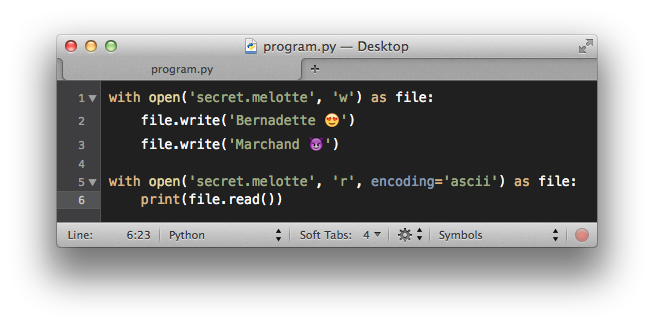 program.py — Desktop
program.py
1 with open('secret.melotte', 'w') as file:
2     file.write('Bernadette 😍')
3     file.write('Marchand 😈')
4
5 with open('secret.melotte', 'r', encoding='ascii') as file:
6     print(file.read())
Line: 6:23 Python Soft Tabs: 4 Symbols